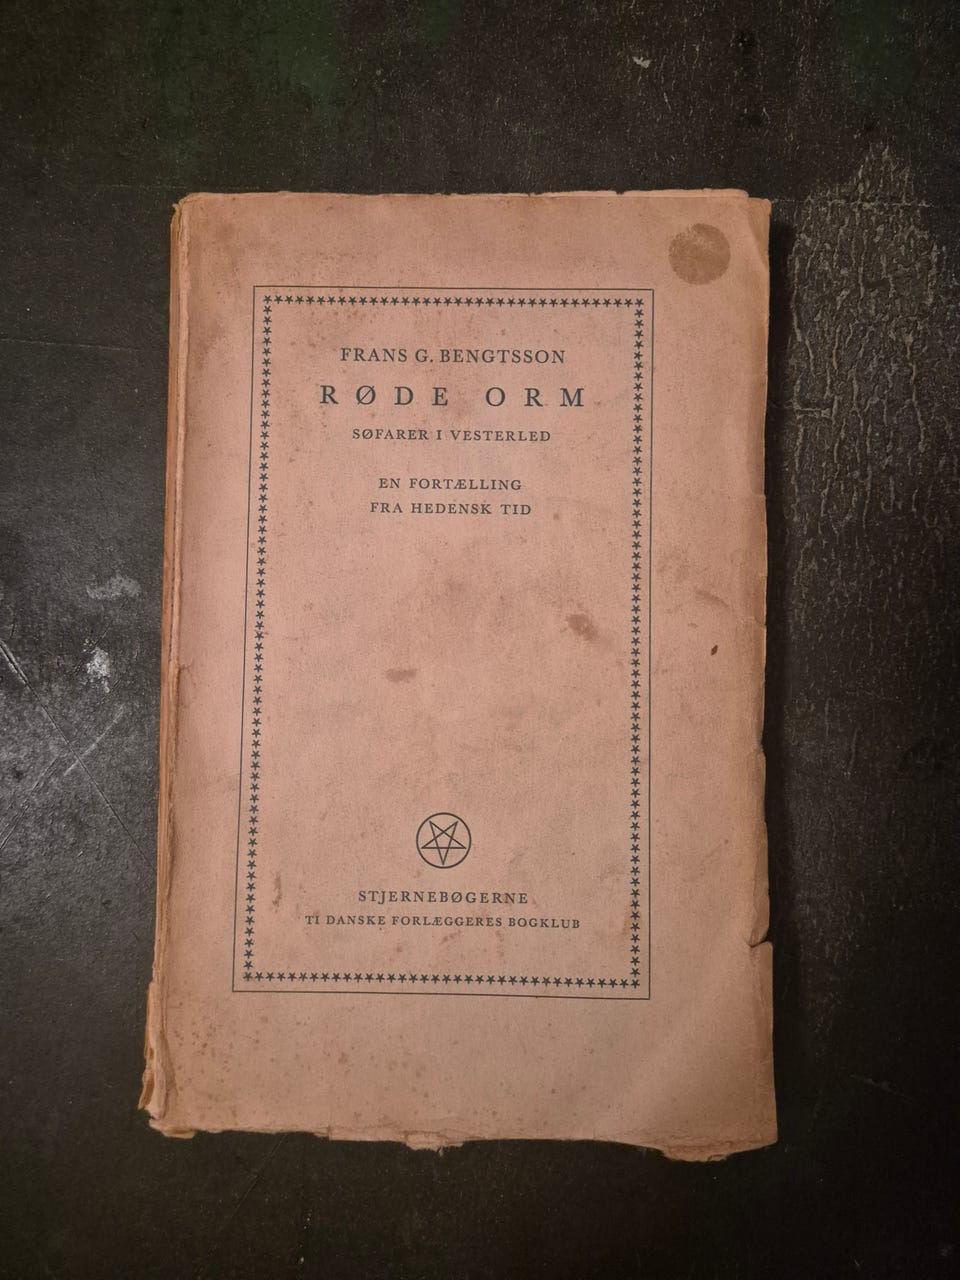 FRANS G. BENGTSSON
RØDE ORM
SØFARER I VESTERLED
EN FORTÆLLING
FRA HEDENSK TID
STJERNEBØGERNE
TI DANSKE FORLÆGGERES BOGKLUB